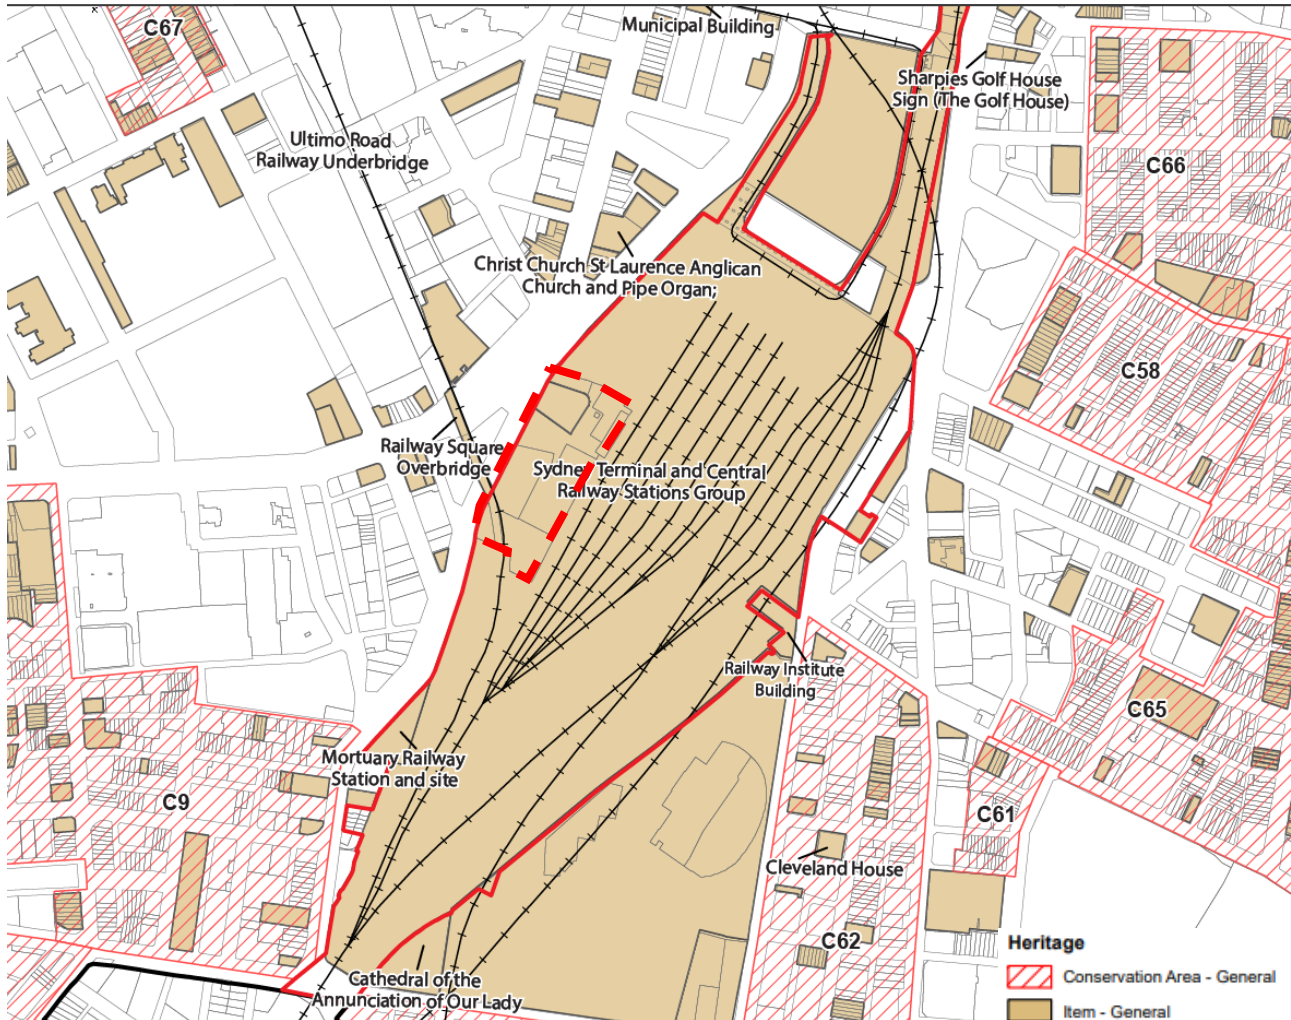 C67
Municipal Building
Sharpies Golf House
Sign (The Golf House)
Ultimo Road
Railway Underbridge
C66
Christ Church St Laurence Anglican
Church and Pipe Organ;
C58
Railway Square
Overbridge
Sydney Terminal and Central
Railway Stations Group
Railway Institute
Building
C65
Mortuary Railway
Station and site
C9
C61
Cleveland House
C62
Cathedral of the
Annunciation of Our Lady
Heritage
Conservation Area - General
Item - General